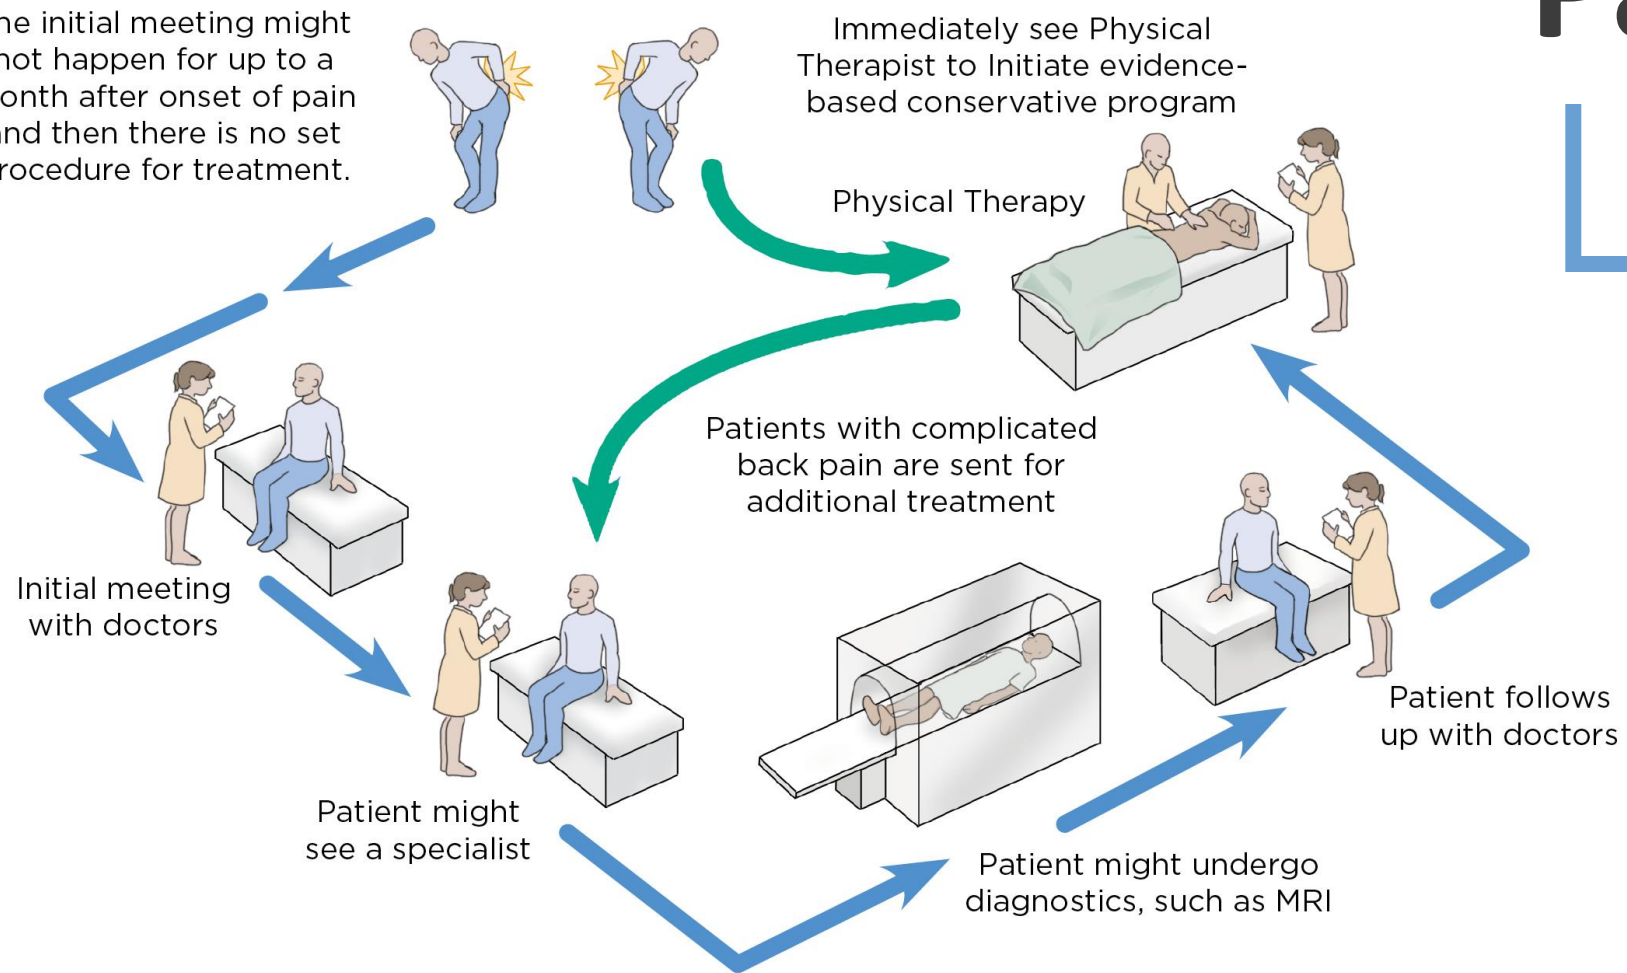 he initial meeting might
not happen for up to a
onth after onset of pain
nd then there is no set
rocedure for treatment.
Immediately see Physical
Therapist to Initiate evidence-
based conservative program
Physical Therapy
Patients with complicated
back pain are sent for
additional treatment
Initial meeting
with doctors
Patient might
see a specialist
Patient might undergo
diagnostics, such as MRI
Patient follows
up with doctors